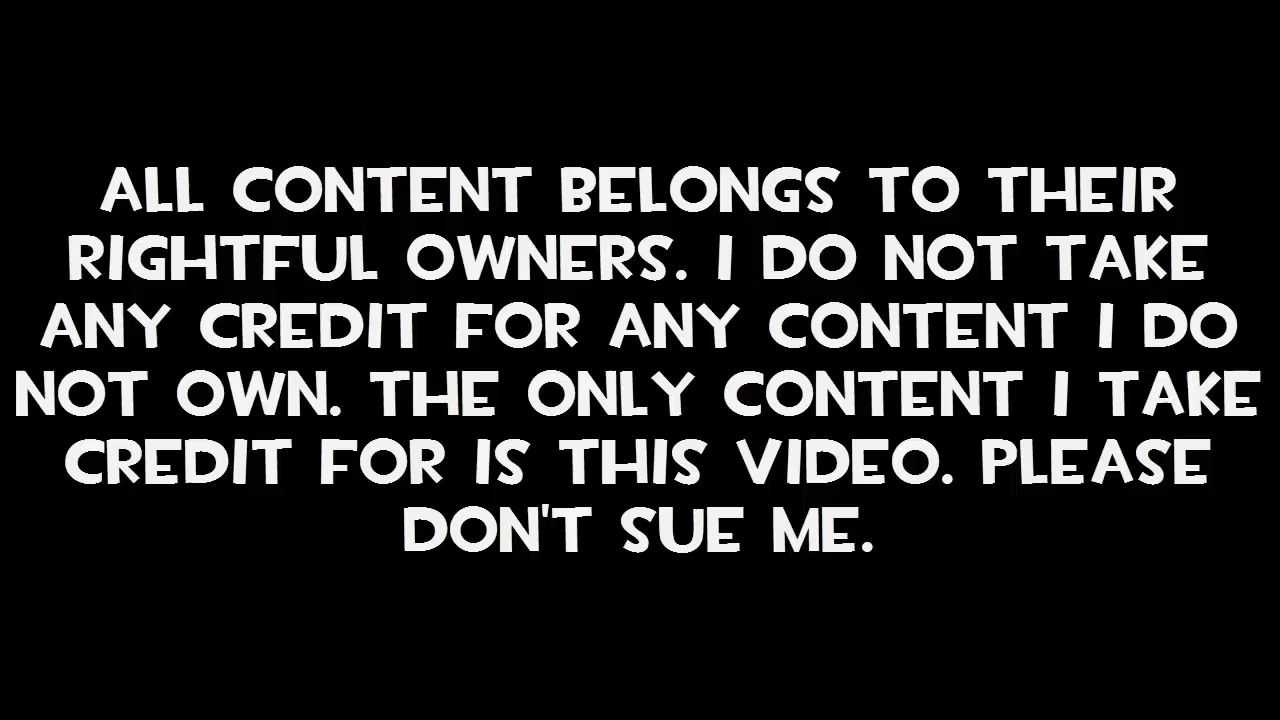 ALL CONTENT BELONGS TO THEIR
RIGHTFUL OWNERS. I DO NOT TAKE
ANY CREDIT FOR ANY CONTENT I DO
NOT OWN. THE ONLY CONTENT I TAKE
CREDIT FOR IS THIS VIDEO. PLEASE
DON'T SUE ME.